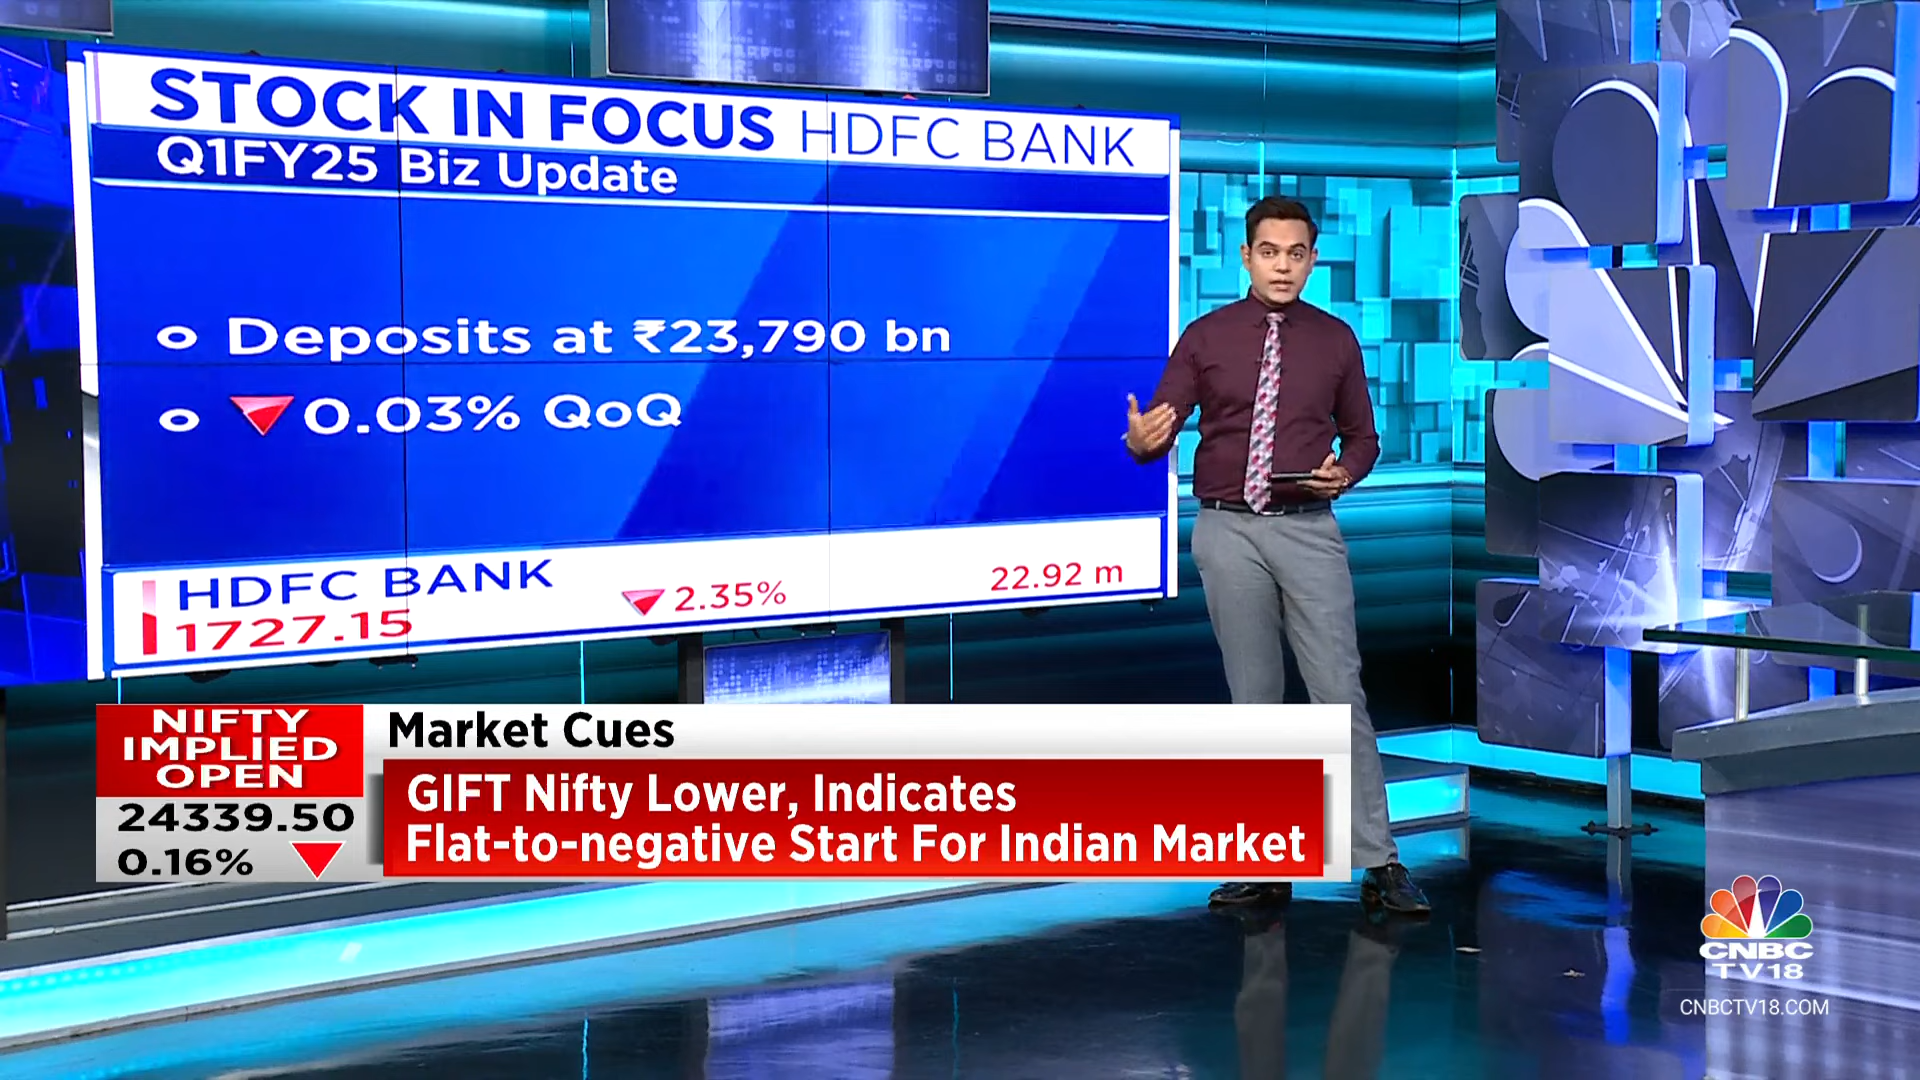 STOCK IN FOCUS HDFC BANK
Q1FY25 Biz Update
Deposits at ₹23,790 bn
0.03% QoQ
HDFC BANK
1727.15
2.35%
22.92 m
NIFTY
IMPLIED
OPEN
24339.50
0.16%
Market Cues
GIFT Nifty Lower, Indicates
Flat-to-negative Start For Indian Market
CNBC
TV18
CNBCTV18.COM